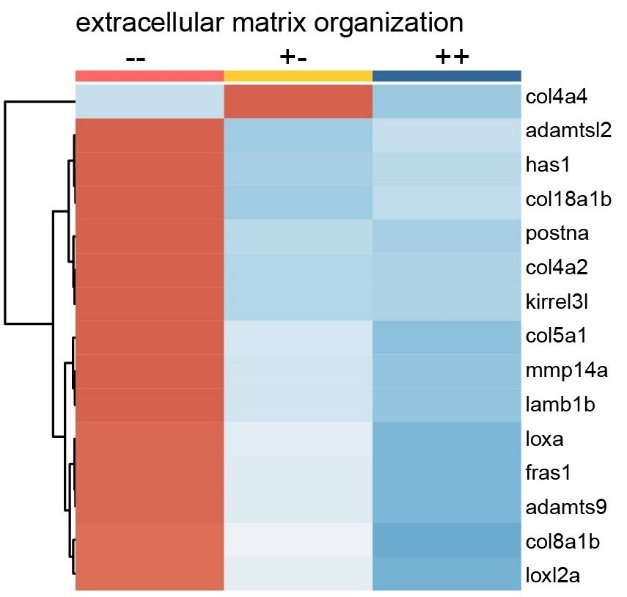 extracellular matrix organization
-- +- ++
col4a4
adamtsl2
has1
col18a1b
postna
col4a2
kirrel3l
col5a1
mmp14a
lamb1b
loxa
fras1
adamts9
col8a1b
loxl2a